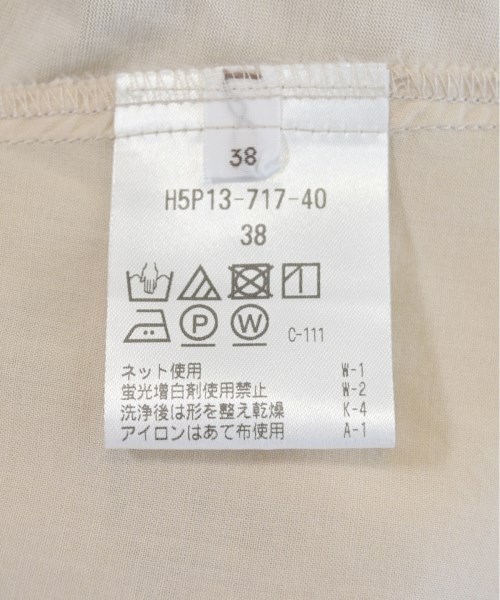 38
H5P13-717-40
38
P W C-111
ネット使用 W-1
蛍光増白剤使用禁止 W-2
洗浄後は形を整え乾燥 K-4
アイロンはあて布使用 A-1